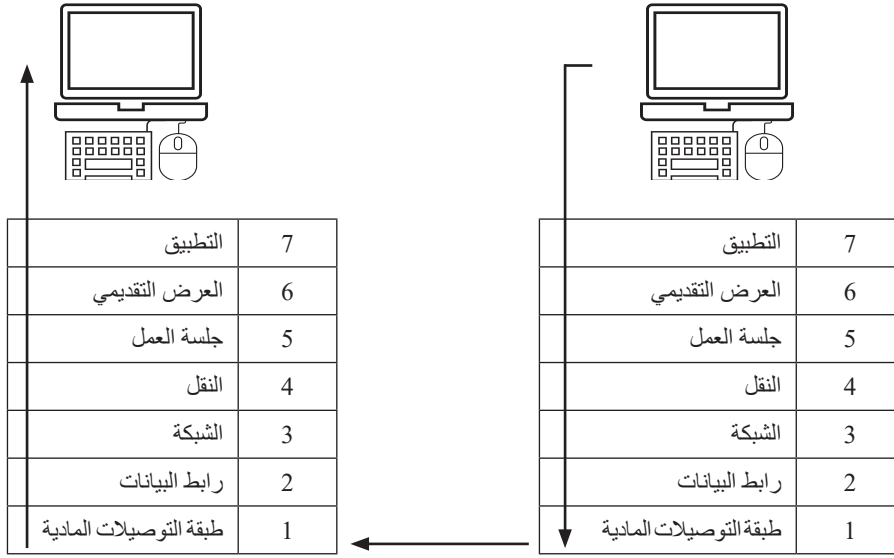 7 التطبيق
6 العرض التقديمي
5 جلسة العمل
4 النقل
3 الشبكة
2 رابط البيانات
1 طبقة التوصيلات المادية
7 التطبيق
6 العرض التقديمي
5 جلسة العمل
4 النقل
3 الشبكة
2 رابط البيانات
1 طبقة التوصيلات المادية